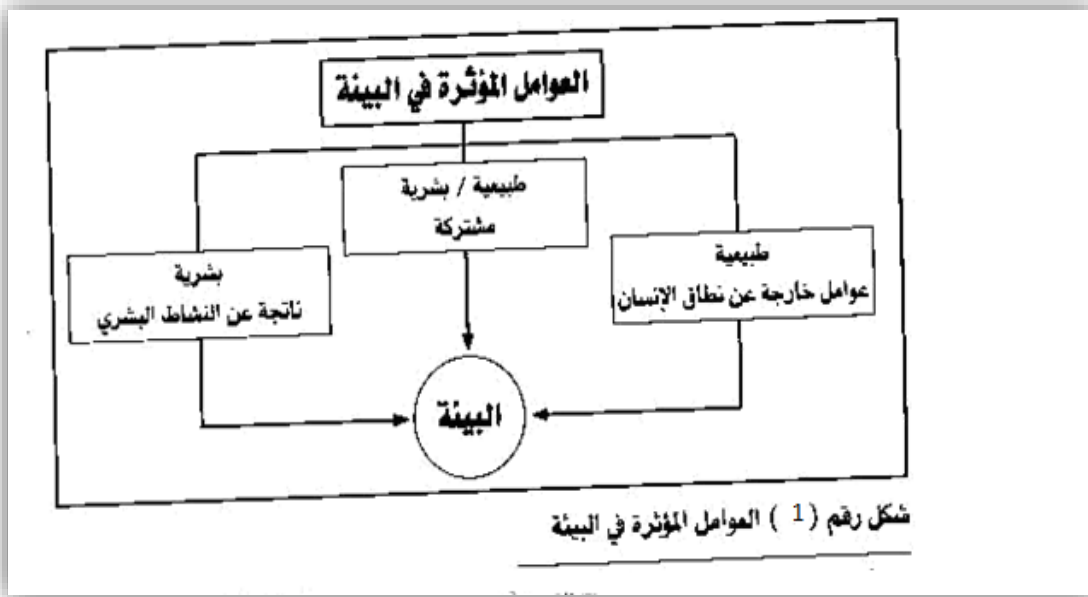 العوامل المؤثرة في البيئة
طبيعية / بشرية
مشتركة
طبيعية
عوامل خارجة عن نطاق الإنسان
بشرية
ناتجة عن النشاط البشري
البيئة
شكل رقم ( 1 ) العوامل المؤثرة في البيئة